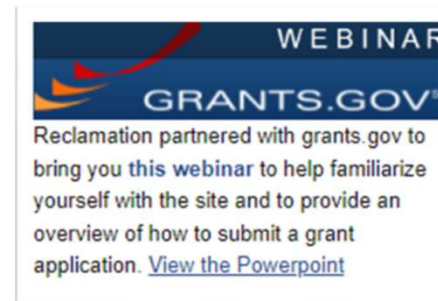 WEBINAR
GRANTS.GOV
Reclamation partnered with grants.gov to
bring you this webinar to help familiarize
yourself with the site and to provide an
overview of how to submit a grant
application. View the Powerpoint